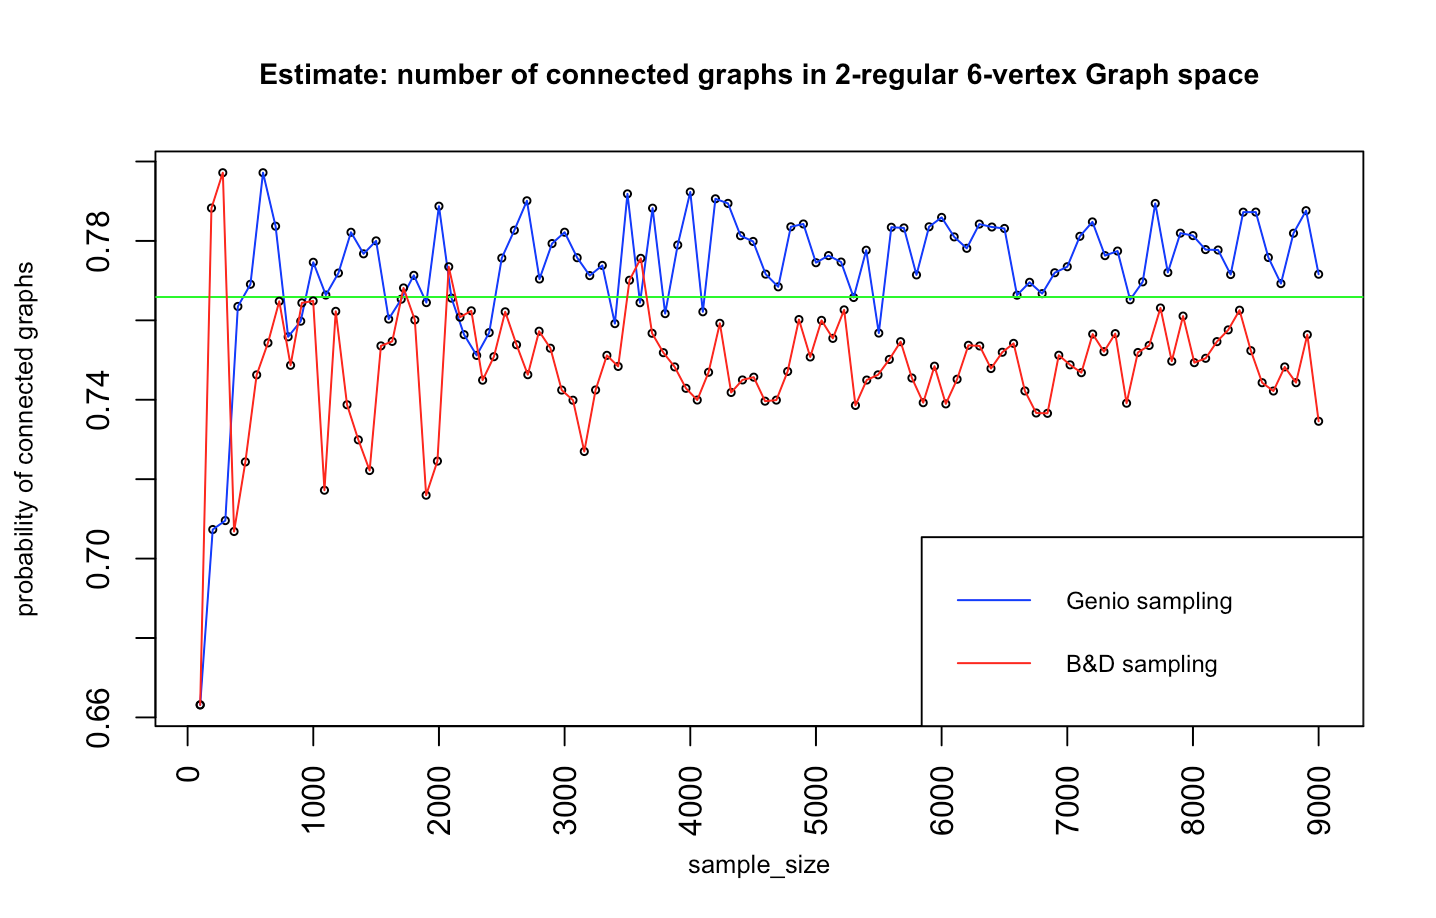 Estimate: number of connected graphs in 2-regular 6-vertex Graph space
probability of connected graphs
0.78
0.74
0.70
0.66
0
1000
2000
3000
4000
5000
6000
7000
8000
9000
sample_size
Genio sampling
B&D sampling